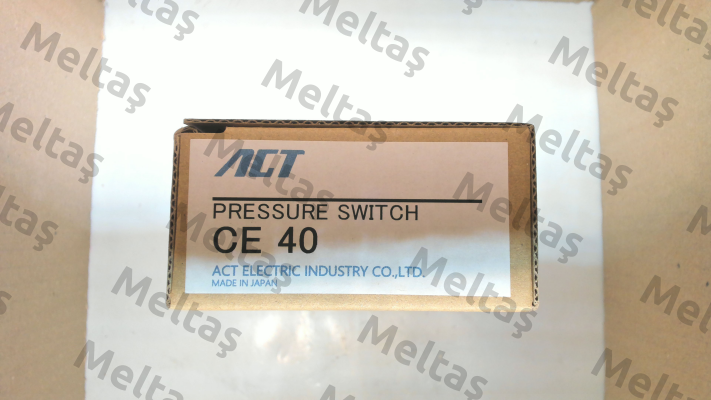 ACT
PRESSURE SWITCH
CE 40
ACT ELECTRIC INDUSTRY CO.,LTD.
MADE IN JAPAN
Meltaş